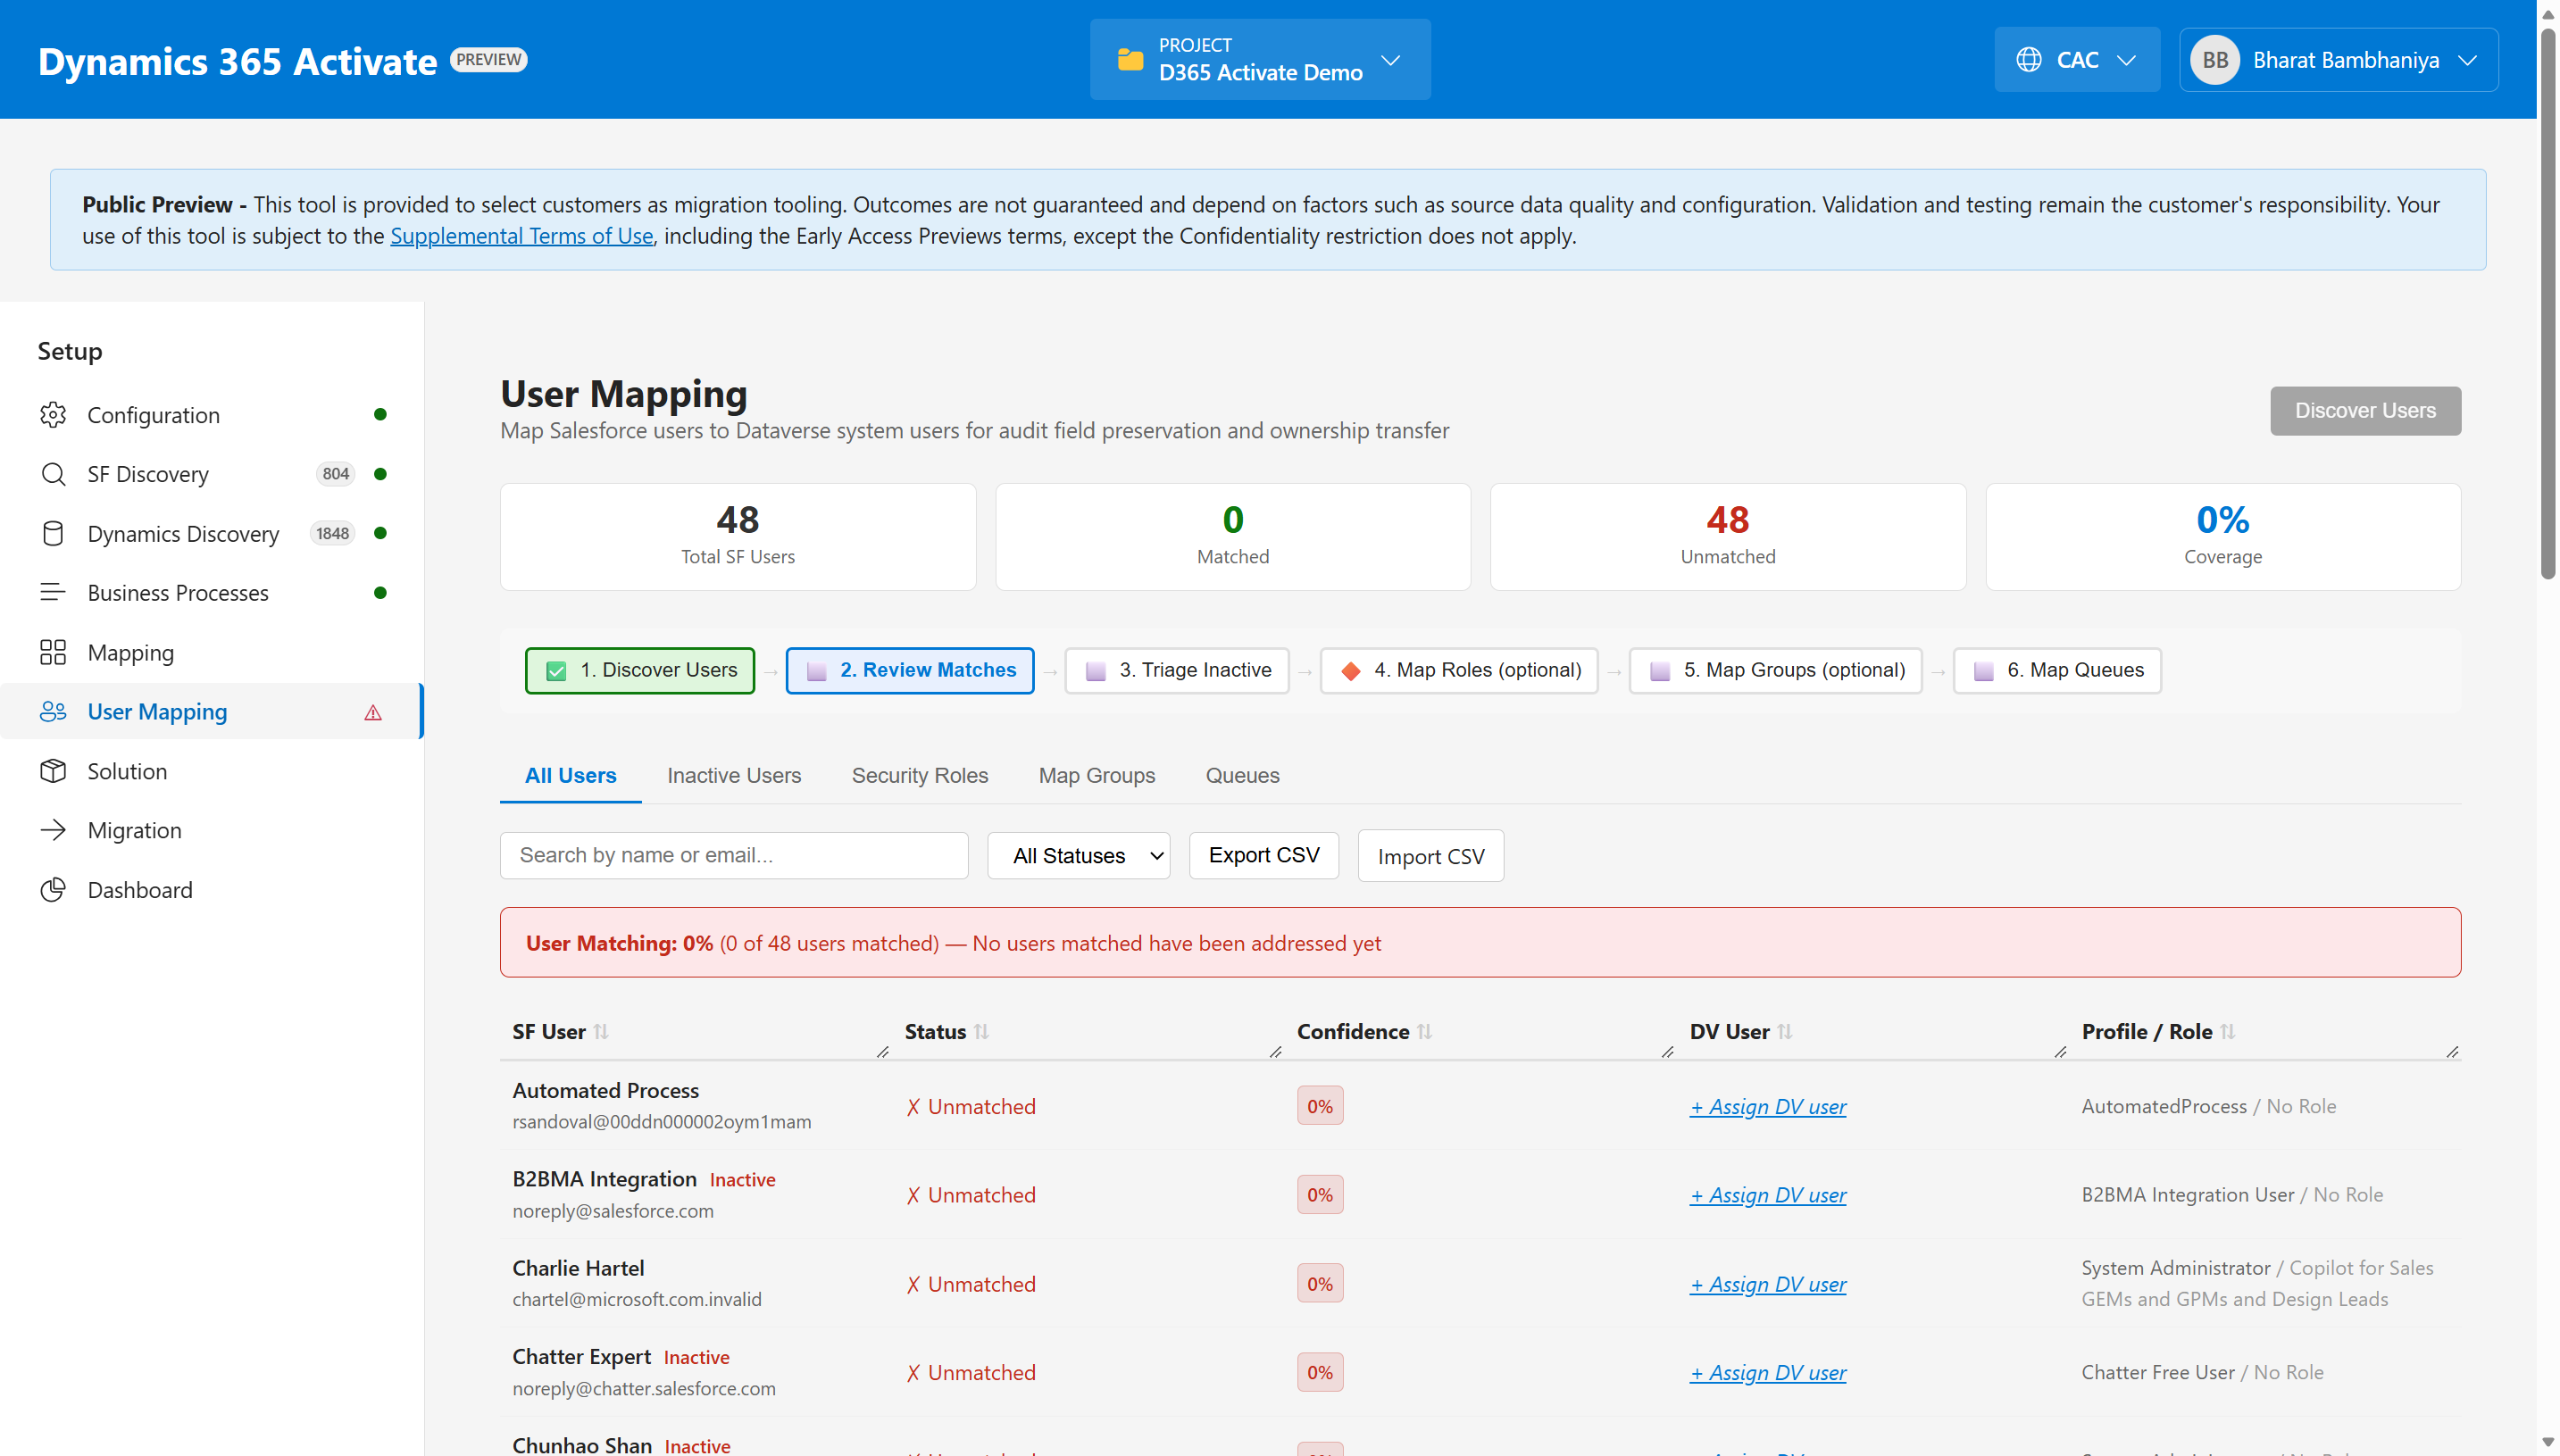 Dynamics 365 Activate PREVIEW
PROJECT
D365 Activate Demo
CAC
BB Bharat Bambhaniya
Public Preview - This tool is provided to select customers as migration tooling. Outcomes are not guaranteed and depend on factors such as source data quality and configuration. Validation and testing remain the customer's responsibility. Your
use of this tool is subject to the Supplemental Terms of Use, including the Early Access Previews terms, except the Confidentiality restriction does not apply.
Setup
Configuration
SF Discovery 804
Dynamics Discovery 1848
Business Processes
Mapping
User Mapping
Solution
Migration
Dashboard
User Mapping
Map Salesforce users to Dataverse system users for audit field preservation and ownership transfer
Discover Users
48
Total SF Users
0
Matched
48
Unmatched
0%
Coverage
1. Discover Users → 2. Review Matches → 3. Triage Inactive → 4. Map Roles (optional) → 5. Map Groups (optional) → 6. Map Queues
All Users Inactive Users Security Roles Map Groups Queues
Search by name or email... All Statuses Export CSV Import CSV
User Matching: 0% (0 of 48 users matched) — No users matched have been addressed yet
SF User Status Confidence DV User Profile / Role
Automated Process
rsandoval@00ddn000002oym1mam
✗ Unmatched 0% + Assign DV user AutomatedProcess / No Role
B2BMA Integration Inactive
noreply@salesforce.com
✗ Unmatched 0% + Assign DV user B2BMA Integration User / No Role
Charlie Hartel
chartel@microsoft.com.invalid
✗ Unmatched 0% + Assign DV user
System Administrator / Copilot for Sales
GEMs and GPMs and Design Leads
Chatter Expert Inactive
noreply@chatter.salesforce.com
✗ Unmatched 0% + Assign DV user Chatter Free User / No Role
Chunhao Shan Inactive